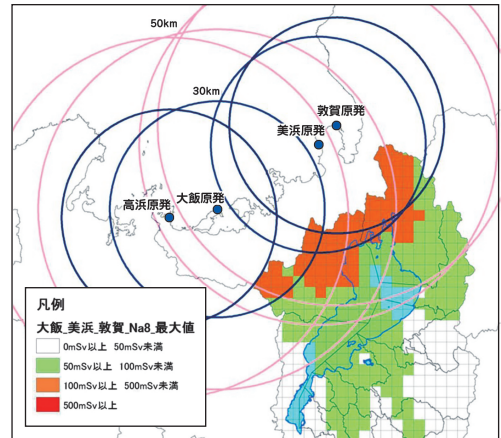 50km
30km
敦賀原発
美浜原発
大飯原発
高浜原発
凡例
大飯_美浜_敦賀_Na8_最大値
0mSv以上 50mSv未満
50mSv以上 100mSv未満
100mSv以上 500mSv未満
500mSv以上